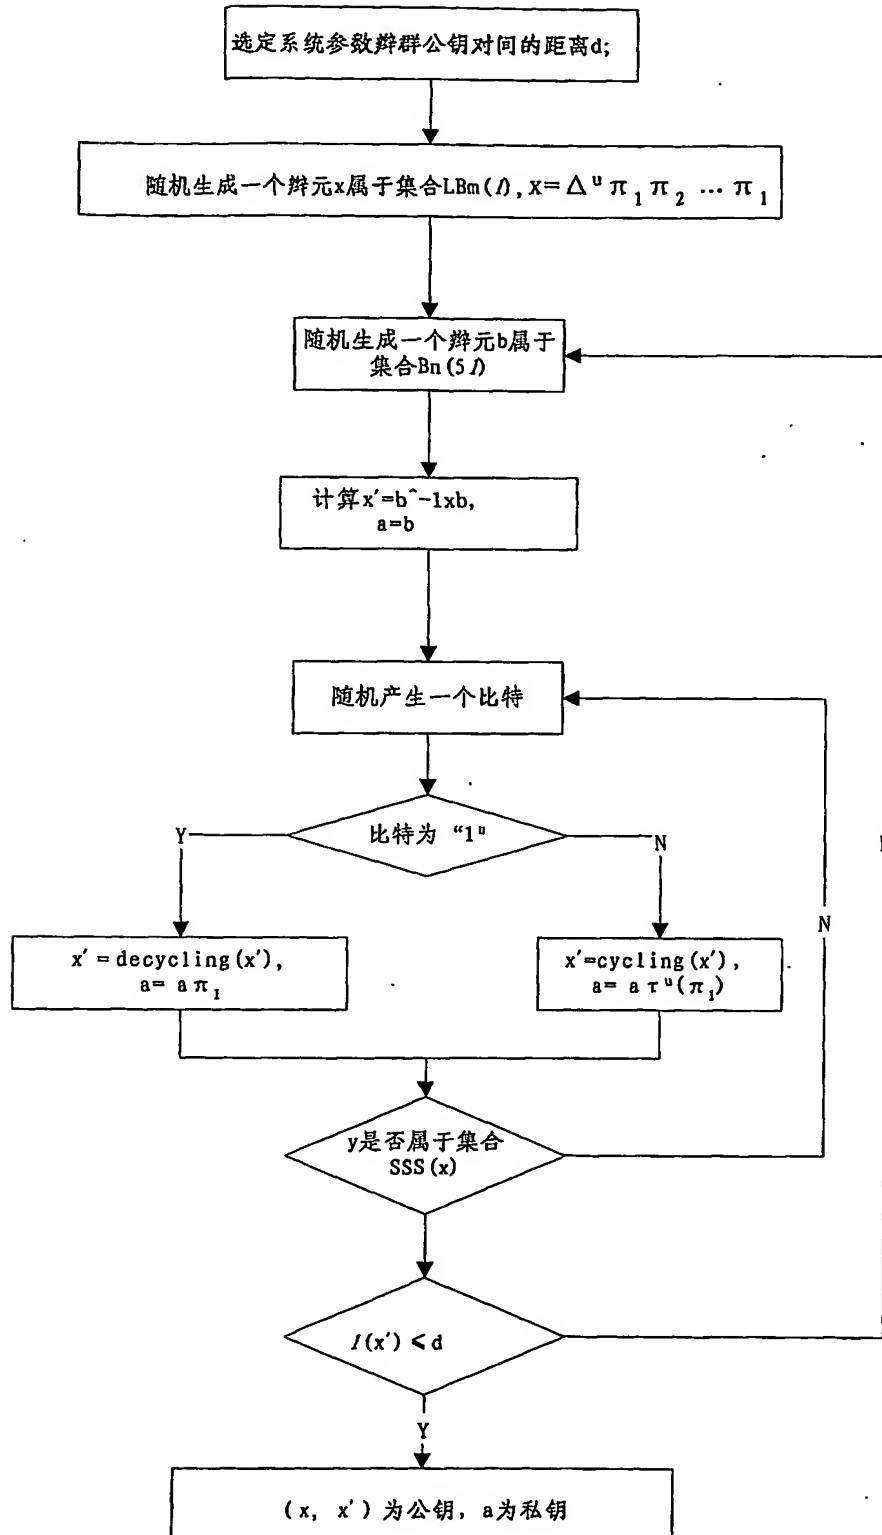 选定系统参数辫群公钥对间的距离d;
随机生成一个辫元x属于集合LBm(l),x=Δᵘπ₁π₂ … π₁
随机生成一个辫元b属于
集合Bn(5l)
计算x'=b^-1xb,
a=b
随机产生一个比特
比特为 “1"
Y
N
x'=decycling(x'),
a= aπ₁
x'=cycling(x'),
a= aτᵘ(π₁)
N
y是否属于集合
SSS(x)
l(x')≤d
Y
(x, x')为公钥, a为私钥